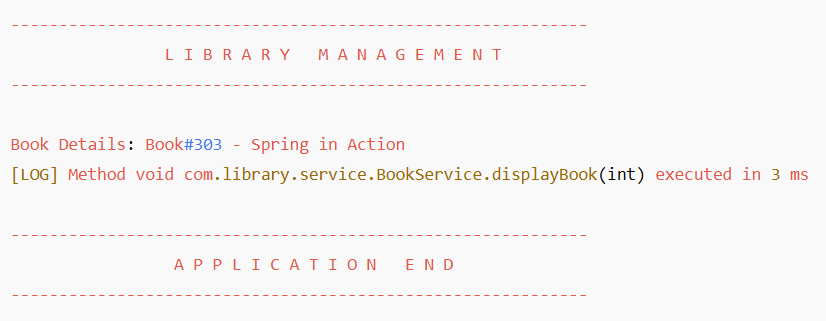 ------------------------------------------------------------
L I B R A R Y   M A N A G E M E N T
------------------------------------------------------------
Book Details: Book#303 - Spring in Action
[LOG] Method void com.library.service.BookService.displayBook(int) executed in 3 ms
------------------------------------------------------------
A P P L I C A T I O N   E N D
------------------------------------------------------------